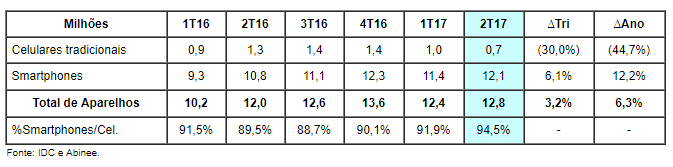 Milhões 1T16 2T16 3T16 4T16 1T17 2T17 ∆Tri ∆Ano
Celulares tradicionais 0,9 1,3 1,4 1,4 1,0 0,7 (30,0%) (44,7%)
Smartphones 9,3 10,8 11,1 12,3 11,4 12,1 6,1% 12,2%
Total de Aparelhos 10,2 12,0 12,6 13,6 12,4 12,8 3,2% 6,3%
%Smartphones/Cel. 91,5% 89,5% 88,7% 90,1% 91,9% 94,5% - -
Fonte: IDC e Abinee.